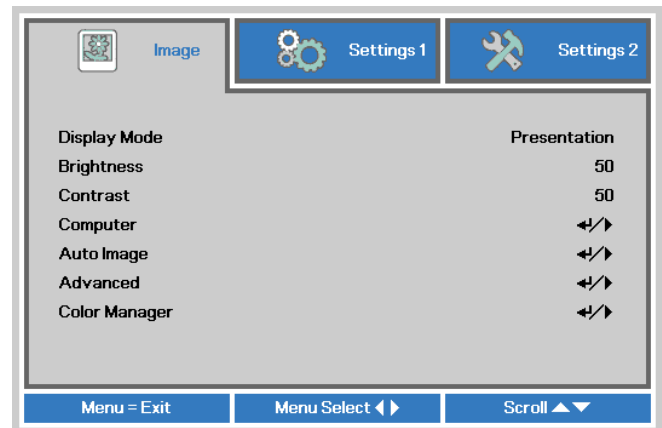 Image Settings 1 Settings 2
Display Mode Presentation
Brightness 50
Contrast 50
Computer
Auto Image
Advanced
Color Manager
Menu = Exit Menu Select Scroll